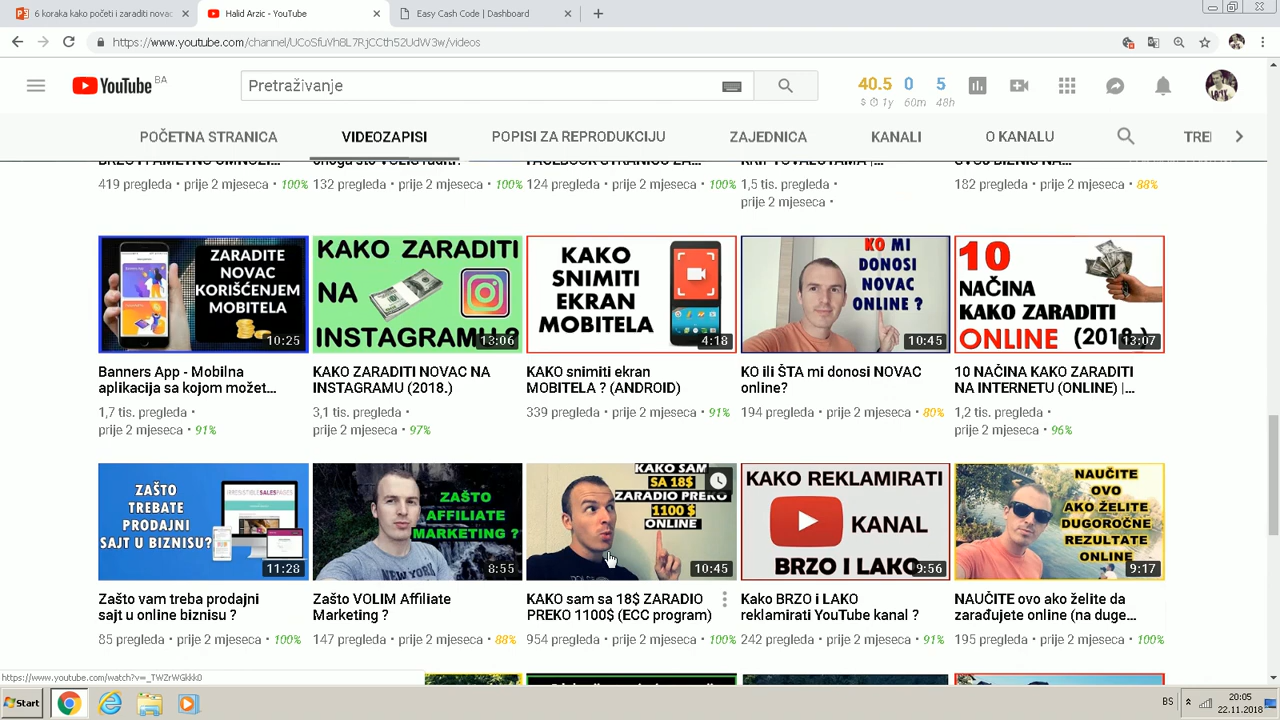 6 koraka kako početi i zaraditi nova
Halid Arzic - YouTube
Easy Cash Code | Dashboard
https://www.youtube.com/channel/UCoSfuYh8L7RjCCth52UdW3w/videos
YouTube BA
Pretraživanje
40.5 0 5
$ 1y 60m 48h
POČETNA STRANICA VIDEOZAPISI POPISI ZA REPRODUKCIJU ZAJEDNICA KANALI O KANALU TRE
419 pregleda • prije 2 mjeseca • 100%
132 pregleda • prije 2 mjeseca • 100%
124 pregleda • prije 2 mjeseca • 100%
1,5 tis. pregleda •
prije 2 mjeseca •
182 pregleda • prije 2 mjeseca • 88%
ZARADITE
NOVAC
KORIŠĆENJEM
MOBITELA
10:25
KAKO ZARADITI
NA
INSTAGRAMU ?
13:06
KAKO
SNIMITI
EKRAN
MOBITELA
4:18
KO MI
DONOSI
NOVAC
ONLINE ?
10:45
10
NAČINA
KAKO ZARADITI
ONLINE (2018.)
13:07
Banners App - Mobilna
aplikacija sa kojom možet...
1,7 tis. pregleda •
prije 2 mjeseca • 91%
KAKO ZARADITI NOVAC NA
INSTAGRAMU (2018.)
3,1 tis. pregleda •
prije 2 mjeseca • 97%
KAKO snimiti ekran
MOBITELA ? (ANDROID)
339 pregleda • prije 2 mjeseca • 91%
KO ili ŠTA mi donosi NOVAC
online?
194 pregleda • prije 2 mjeseca • 80%
10 NAČINA KAKO ZARADITI
NA INTERNETU (ONLINE) |...
1,2 tis. pregleda •
prije 2 mjeseca • 96%
ZAŠTO
TREBATE
PRODAJNI
SAJT U BIZNISU?
IRRESISTIBLE SALES PAGES
11:28
ZAŠTO
AFFILIATE
MARKETING ?
NEW YORK
8:55
KAKO SAM
SA 18$
ZARADIO PREKO
1100 $
ONLINE
10:45
KAKO REKLAMIRATI
KANAL
BRZO I LAKO
9:56
NAUČITE
OVO
AKO ŽELITE
DUGOROČNE
REZULTATE
ONLINE
9:17
Zašto vam treba prodajni
sajt u online biznisu ?
85 pregleda • prije 2 mjeseca • 100%
Zašto VOLIM Affiliate
Marketing ?
147 pregleda • prije 2 mjeseca • 88%
KAKO sam sa 18$ ZARADIO
PREKO 1100$ (ECC program)
954 pregleda • prije 2 mjeseca • 100%
Kako BRZO i LAKO
reklamirati YouTube kanal ?
242 pregleda • prije 2 mjeseca • 91%
NAUČITE ovo ako želite da
zarađujete online (na duge...
195 pregleda • prije 2 mjeseca • 100%
https://www.youtube.com/watch?v=_TWZrWGkkk0
Start
BS
20:05
22.11.2018